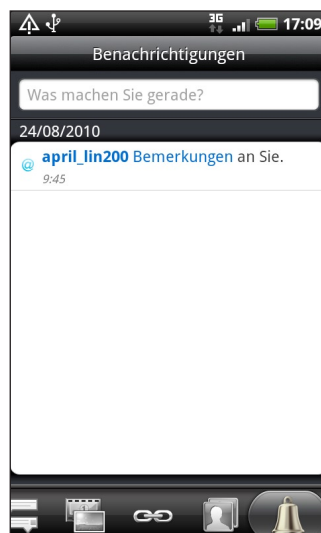 3G
17:09
Benachrichtigungen
Was machen Sie gerade?
24/08/2010
@ april_lin200 Bemerkungen an Sie.
9:45